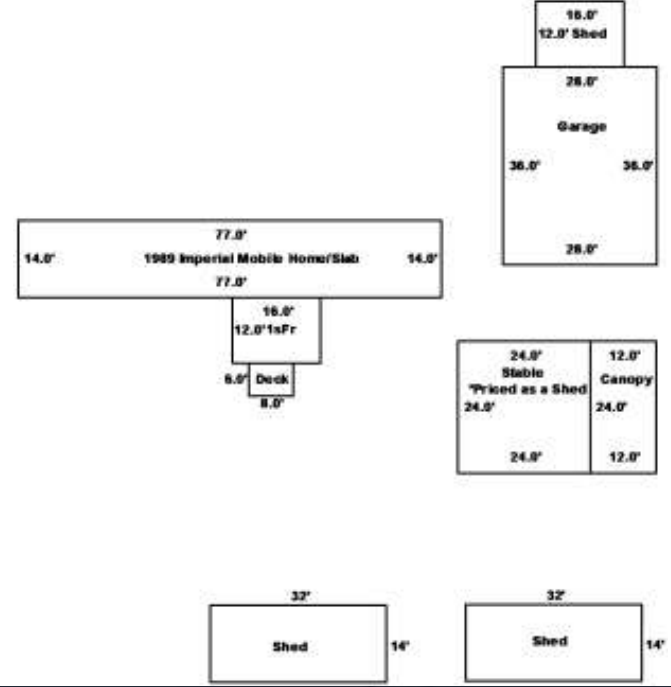 16.0'
12.0' Shed
28.0'
Garage
36.0' 36.0'
28.0'
77.0'
14.0' 1989 Imperial Mobile Home/Slab 14.0'
77.0'
16.0'
12.0'1sFr
6.0' Deck
8.0'
24.0' 12.0'
Stable Canopy
*Priced as a Shed
24.0' 24.0'
24.0' 12.0'
32' 32'
Shed 14' Shed 14'